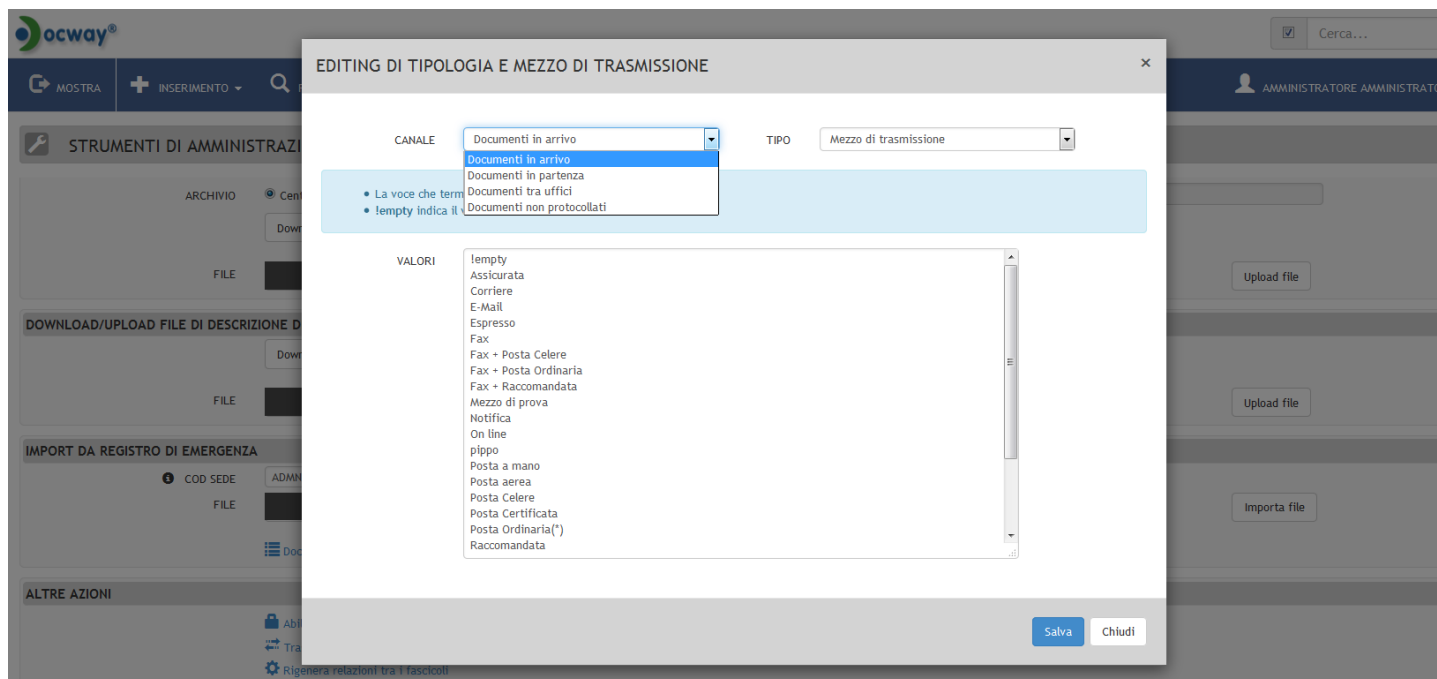 ocway®
Cerca...
MOSTRA
INSERIMENTO
AMMINISTRATORE
STRUMENTI DI
ARCHIVIO
FILE
Upload file
DOWNLOAD/UPLOAD FILE DI
FILE
Upload file
IMPORT DA REGISTRO DI EMERGENZA
COD SEDE
FILE
Importa file
ALTRE AZIONI
Rigenera relazioni tra i fascicoli
EDITING DI TIPOLOGIA E MEZZO DI TRASMISSIONE
×
CANALE Documenti in arrivo TIPO Mezzo di trasmissione
Documenti in arrivo
Documenti in partenza
Documenti tra uffici
Documenti non protocollati
• La voce che
• !empty indica il
VALORI
!empty
Assicurata
Corriere
E-Mail
Espresso
Fax
Fax + Posta Celere
Fax + Posta Ordinaria
Fax + Raccomandata
Mezzo di prova
Notifica
On line
pippo
Posta a mano
Posta aerea
Posta Celere
Posta Certificata
Posta Ordinaria(*)
Raccomandata
Salva Chiudi